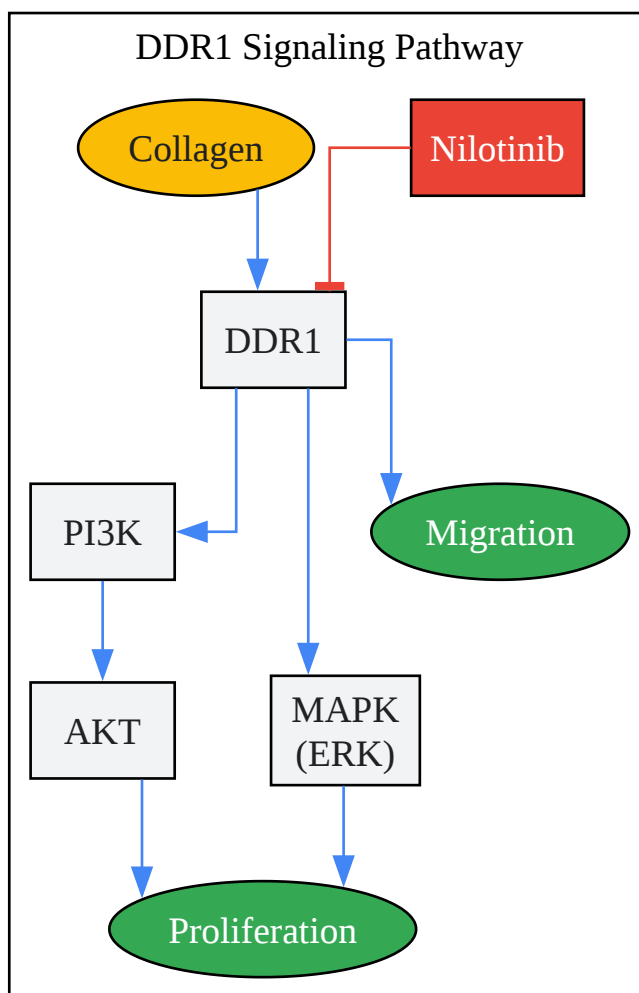 DDR1 Signaling Pathway
Collagen
Nilotinib
DDR1
PI3K
Migration
AKT
MAPK
(ERK)
Proliferation